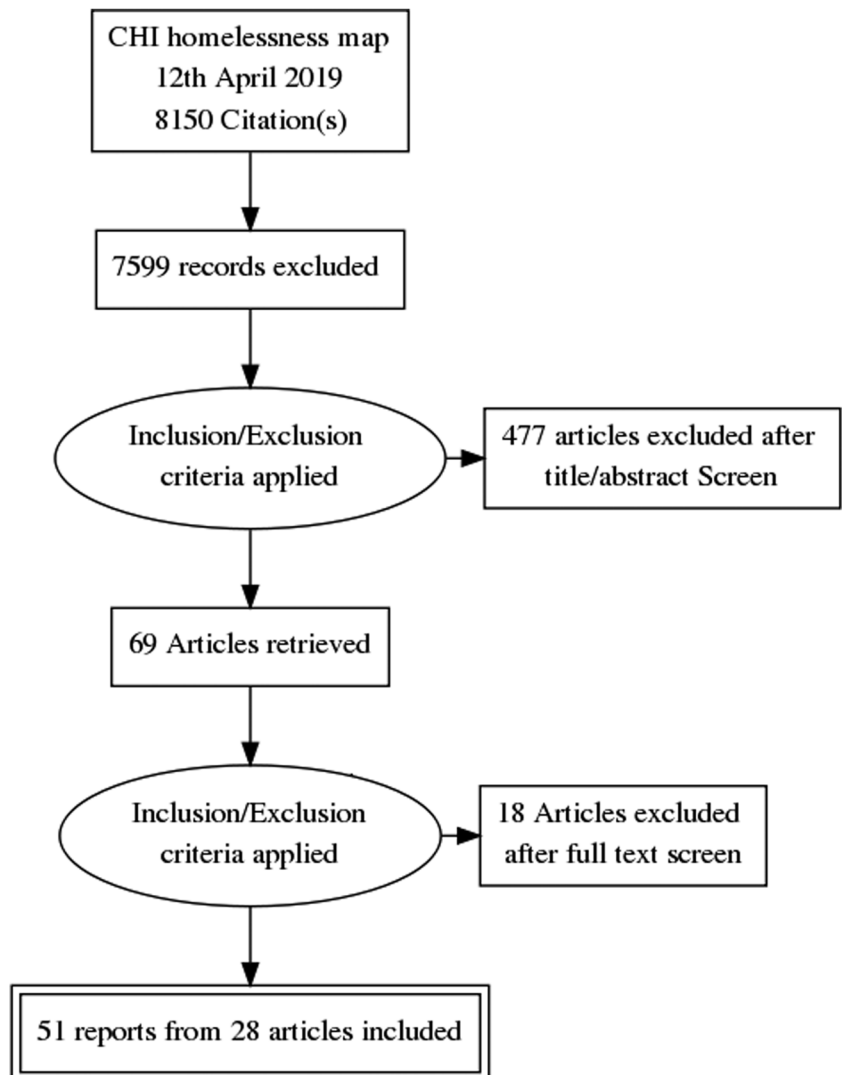 CHI homelessness map
12th April 2019
8150 Citation(s)
7599 records excluded
Inclusion/Exclusion
criteria applied
477 articles excluded after
title/abstract Screen
69 Articles retrieved
Inclusion/Exclusion
criteria applied
18 Articles excluded
after full text screen
51 reports from 28 articles included